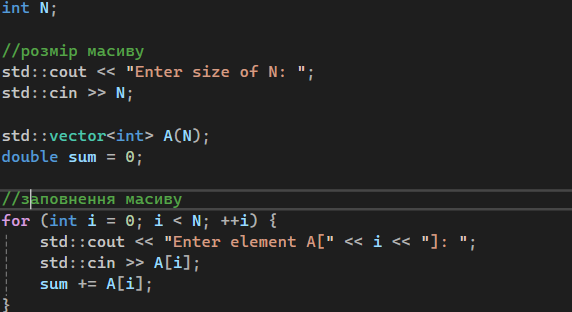 int N;
//розмір масиву
std::cout << "Enter size of N: ";
std::cin >> N;
std::vector<int> A(N);
double sum = 0;
//заповнення масиву
for (int i = 0; i < N; ++i) {
    std::cout << "Enter element A[" << i << "]: ";
    std::cin >> A[i];
    sum += A[i];
}